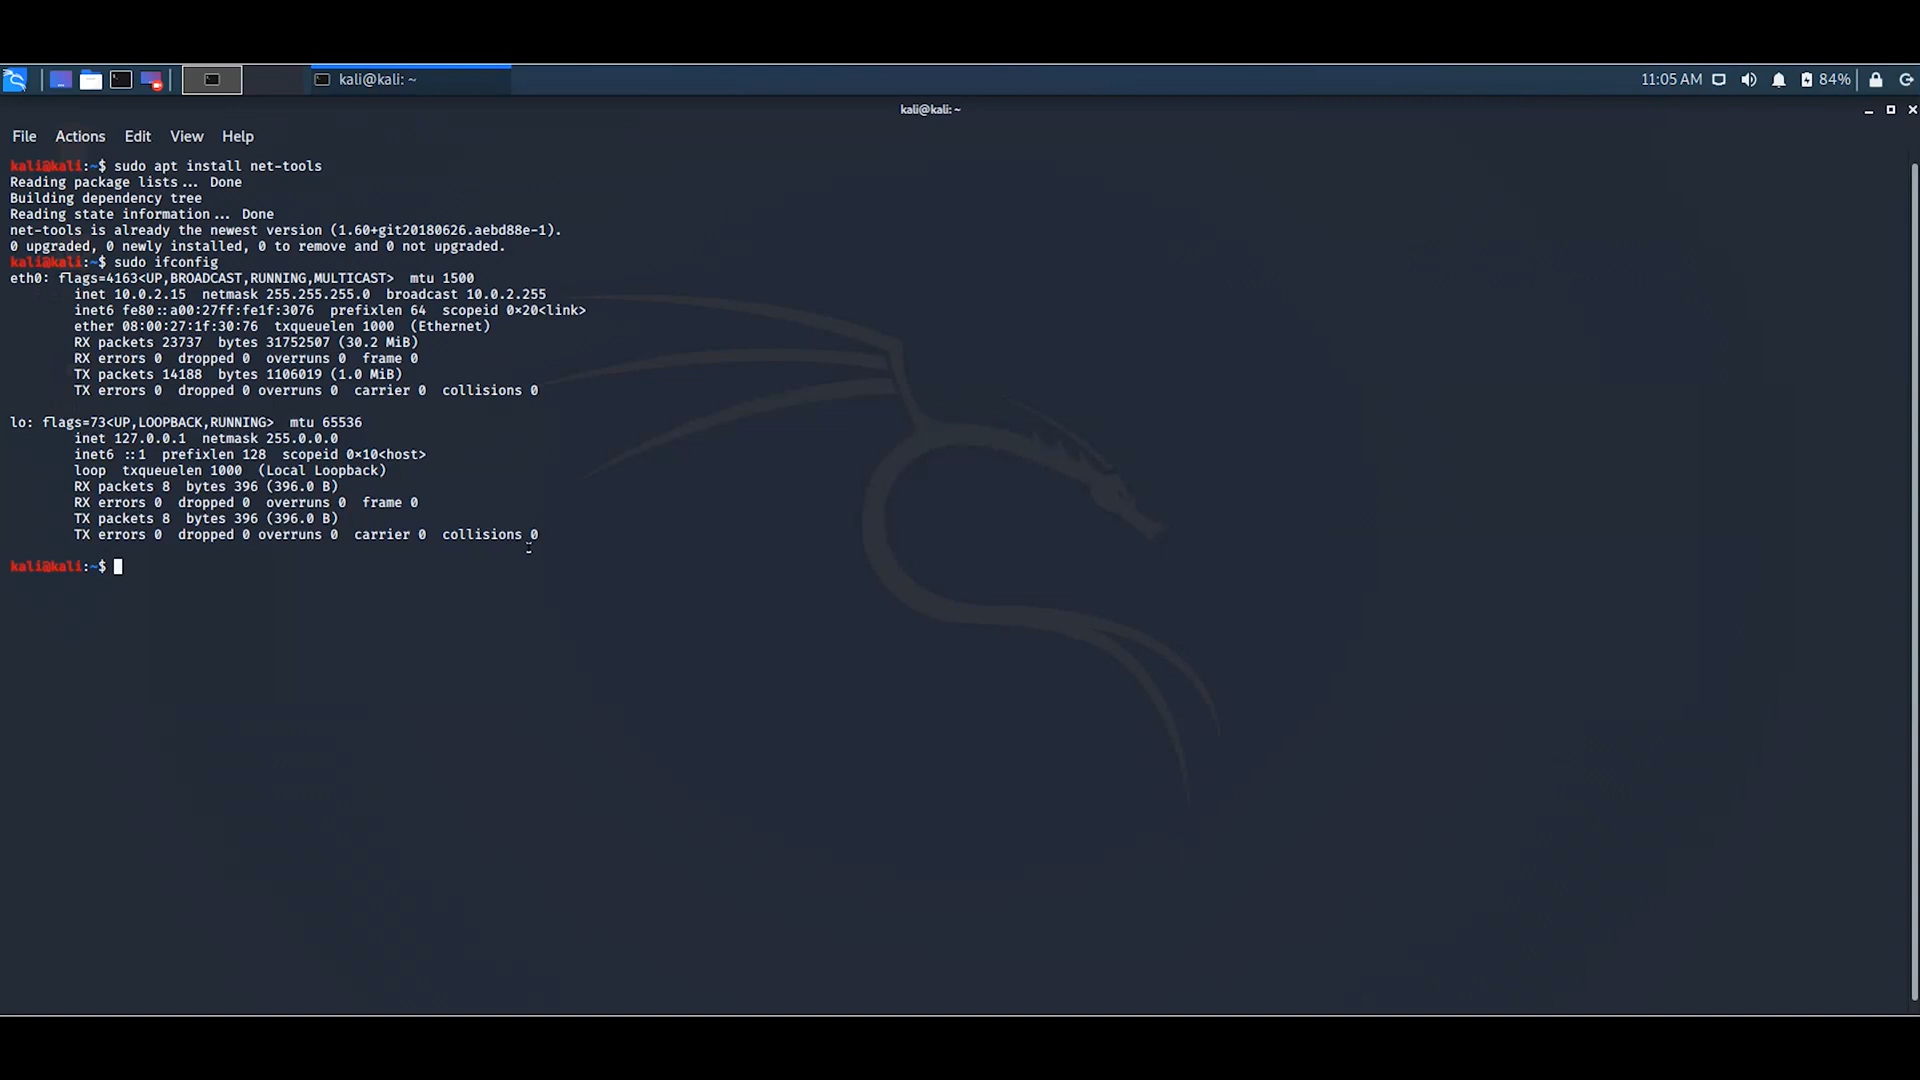 kali@kali: ~
11:05 AM
84%
kali@kali: ~
File Actions Edit View Help
kali@kali:~$ sudo apt install net-tools
Reading package lists... Done
Building dependency tree
Reading state information... Done
net-tools is already the newest version (1.60+git20180626.aebd88e-1).
0 upgraded, 0 newly installed, 0 to remove and 0 not upgraded.
kali@kali:~$ sudo ifconfig
eth0: flags=4163<UP,BROADCAST,RUNNING,MULTICAST>  mtu 1500
        inet 10.0.2.15  netmask 255.255.255.0  broadcast 10.0.2.255
        inet6 fe80::a00:27ff:fe1f:3076  prefixlen 64  scopeid 0x20<link>
        ether 08:00:27:1f:30:76  txqueuelen 1000  (Ethernet)
        RX packets 23737  bytes 31752507 (30.2 MiB)
        RX errors 0  dropped 0  overruns 0  frame 0
        TX packets 14188  bytes 1106019 (1.0 MiB)
        TX errors 0  dropped 0 overruns 0  carrier 0  collisions 0
lo: flags=73<UP,LOOPBACK,RUNNING>  mtu 65536
        inet 127.0.0.1  netmask 255.0.0.0
        inet6 ::1  prefixlen 128  scopeid 0x10<host>
        loop  txqueuelen 1000  (Local Loopback)
        RX packets 8  bytes 396 (396.0 B)
        RX errors 0  dropped 0  overruns 0  frame 0
        TX packets 8  bytes 396 (396.0 B)
        TX errors 0  dropped 0 overruns 0  carrier 0  collisions 0
kali@kali:~$